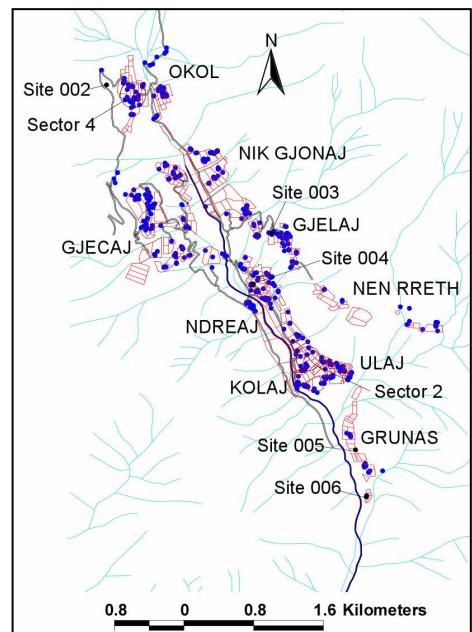 N
OKOL
Site 002
Sector 4
NIK GJONAJ
Site 003
GJELAJ
GJECAJ
Site 004
NEN RRETH
NDREAJ
ULAJ
KOLAJ
Sector 2
GRUNAS
Site 005
Site 006
0.8 0 0.8 1.6 Kilometers